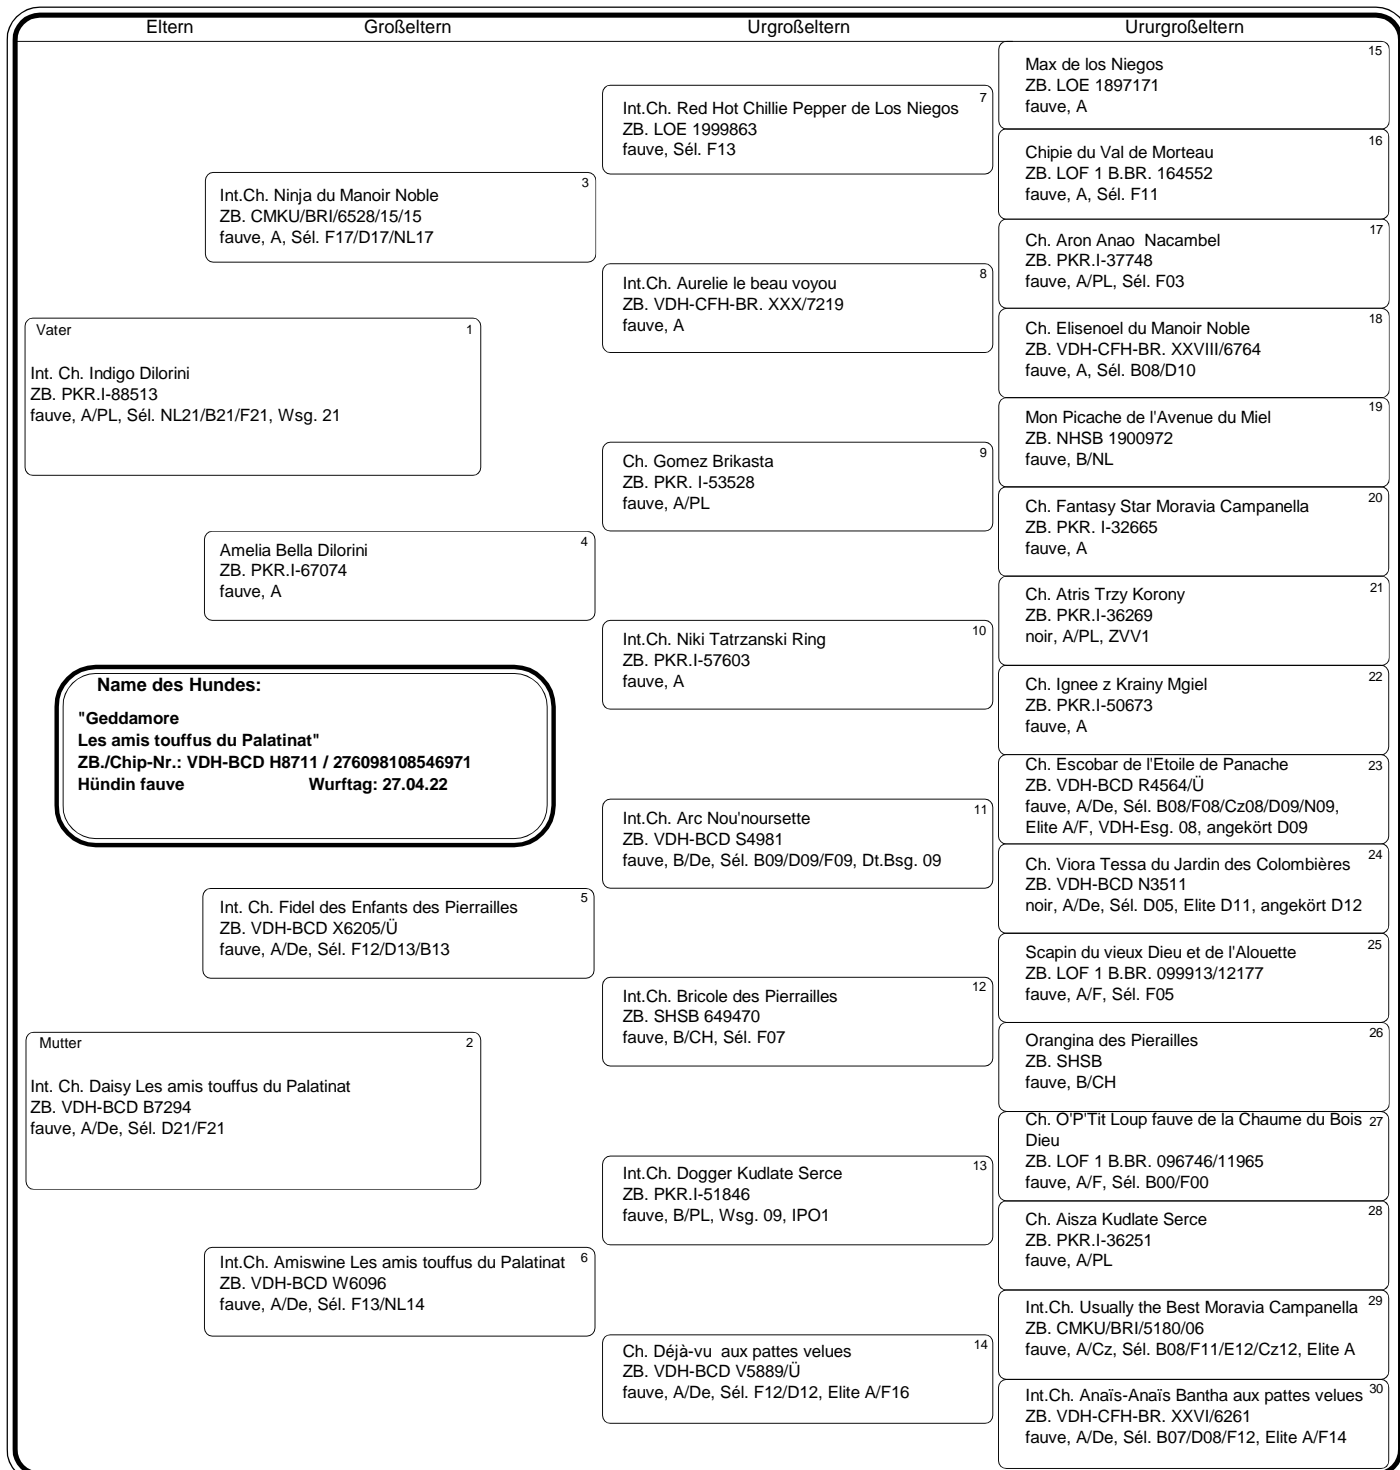 Eltern
Großeltern
Urgroßeltern
Ururgroßeltern
Vater 1
Int. Ch. Indigo Dilorini
ZB. PKR.I-88513
fauve, A/PL, Sél. NL21/B21/F21, Wsg. 21
Mutter 2
Int. Ch. Daisy Les amis touffus du Palatinat
ZB. VDH-BCD B7294
fauve, A/De, Sél. D21/F21
Name des Hundes:
"Geddamore
Les amis touffus du Palatinat"
ZB./Chip-Nr.: VDH-BCD H8711 / 276098108546971
Hündin fauve Wurftag: 27.04.22
3
Int.Ch. Ninja du Manoir Noble
ZB. CMKU/BRI/6528/15/15
fauve, A, Sél. F17/D17/NL17
4
Amelia Bella Dilorini
ZB. PKR.I-67074
fauve, A
5
Int. Ch. Fidel des Enfants des Pierrailles
ZB. VDH-BCD X6205/Ü
fauve, A/De, Sél. F12/D13/B13
Int.Ch. Amiswine Les amis touffus du Palatinat 6
ZB. VDH-BCD W6096
fauve, A/De, Sél. F13/NL14
7
Int.Ch. Red Hot Chillie Pepper de Los Niegos
ZB. LOE 1999863
fauve, Sél. F13
8
Int.Ch. Aurelie le beau voyou
ZB. VDH-CFH-BR. XXX/7219
fauve, A
9
Ch. Gomez Brikasta
ZB. PKR. I-53528
fauve, A/PL
10
Int.Ch. Niki Tatrzanski Ring
ZB. PKR.I-57603
fauve, A
11
Int.Ch. Arc Nou'noursette
ZB. VDH-BCD S4981
fauve, B/De, Sél. B09/D09/F09, Dt.Bsg. 09
12
Int.Ch. Bricole des Pierrailles
ZB. SHSB 649470
fauve, B/CH, Sél. F07
13
Int.Ch. Dogger Kudlate Serce
ZB. PKR.I-51846
fauve, B/PL, Wsg. 09, IPO1
14
Ch. Déjà-vu aux pattes velues
ZB. VDH-BCD V5889/Ü
fauve, A/De, Sél. F12/D12, Elite A/F16
15
Max de los Niegos
ZB. LOE 1897171
fauve, A
16
Chipie du Val de Morteau
ZB. LOF 1 B.BR. 164552
fauve, A, Sél. F11
17
Ch. Aron Anao Nacambel
ZB. PKR.I-37748
fauve, A/PL, Sél. F03
18
Ch. Elisenoel du Manoir Noble
ZB. VDH-CFH-BR. XXVIII/6764
fauve, A, Sél. B08/D10
19
Mon Picache de l'Avenue du Miel
ZB. NHSB 1900972
fauve, B/NL
20
Ch. Fantasy Star Moravia Campanella
ZB. PKR. I-32665
fauve, A
21
Ch. Atris Trzy Korony
ZB. PKR.I-36269
noir, A/PL, ZVV1
22
Ch. Ignee z Krainy Mgiel
ZB. PKR.I-50673
fauve, A
Ch. Escobar de l'Etoile de Panache 23
ZB. VDH-BCD R4564/Ü
fauve, A/De, Sél. B08/F08/Cz08/D09/N09,
Elite A/F, VDH-Esg. 08, angekört D09
Ch. Viora Tessa du Jardin des Colombières 24
ZB. VDH-BCD N3511
noir, A/De, Sél. D05, Elite D11, angekört D12
25
Scapin du vieux Dieu et de l'Alouette
ZB. LOF 1 B.BR. 099913/12177
fauve, A/F, Sél. F05
26
Orangina des Pierailles
ZB. SHSB
fauve, B/CH
Ch. O'P'Tit Loup fauve de la Chaume du Bois 27
Dieu
ZB. LOF 1 B.BR. 096746/11965
fauve, A/F, Sél. B00/F00
28
Ch. Aisza Kudlate Serce
ZB. PKR.I-36251
fauve, A/PL
Int.Ch. Usually the Best Moravia Campanella 29
ZB. CMKU/BRI/5180/06
fauve, A/Cz, Sél. B08/F11/E12/Cz12, Elite A
Int.Ch. Anaïs-Anaïs Bantha aux pattes velues 30
ZB. VDH-CFH-BR. XXVI/6261
fauve, A/De, Sél. B07/D08/F12, Elite A/F14